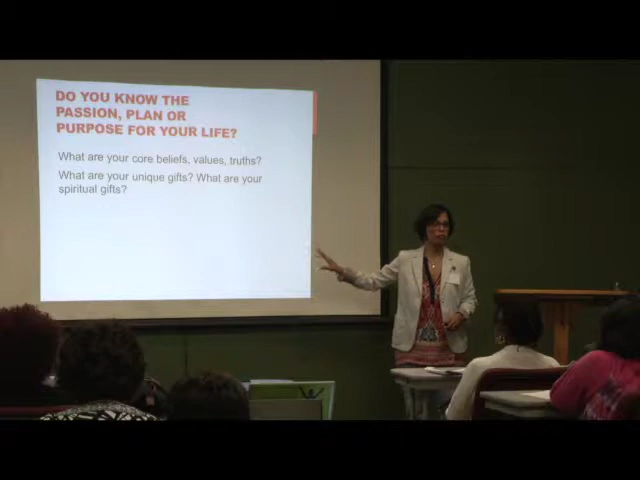 DO YOU KNOW THE
PASSION, PLAN OR
PURPOSE FOR YOUR LIFE?
What are your core beliefs, values, truths?
What are your unique gifts? What are your
spiritual gifts?